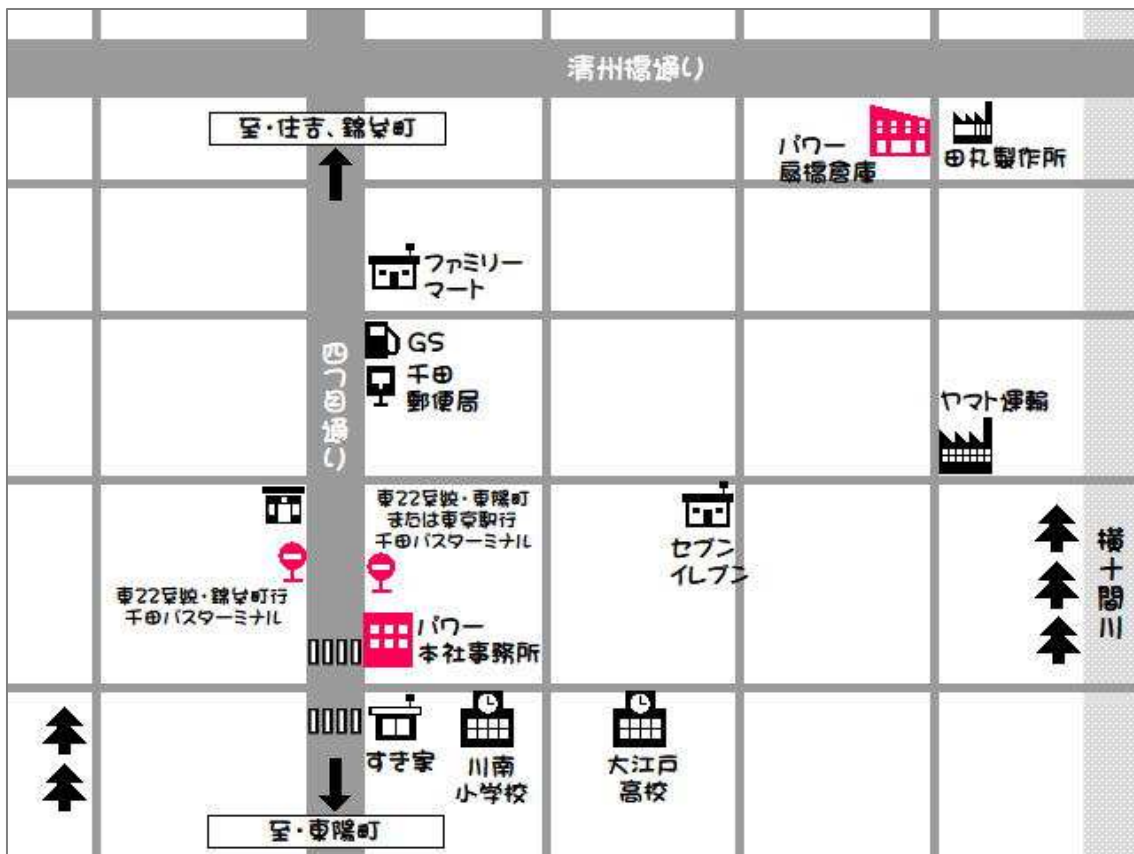 清州橋通り
至・住吉、錦糸町
パワー
扇橋倉庫
田丸製作所
ファミリー
マート
四つ目通り
GS
千田
郵便局
ヤマト運輸
東22系統・東陽町
または東京駅行
千田バスターミナル
セブン
イレブン
横十間川
東22系統・錦糸町行
千田バスターミナル
パワー
本社事務所
すき家
川南
小学校
大江戸
高校
至・東陽町